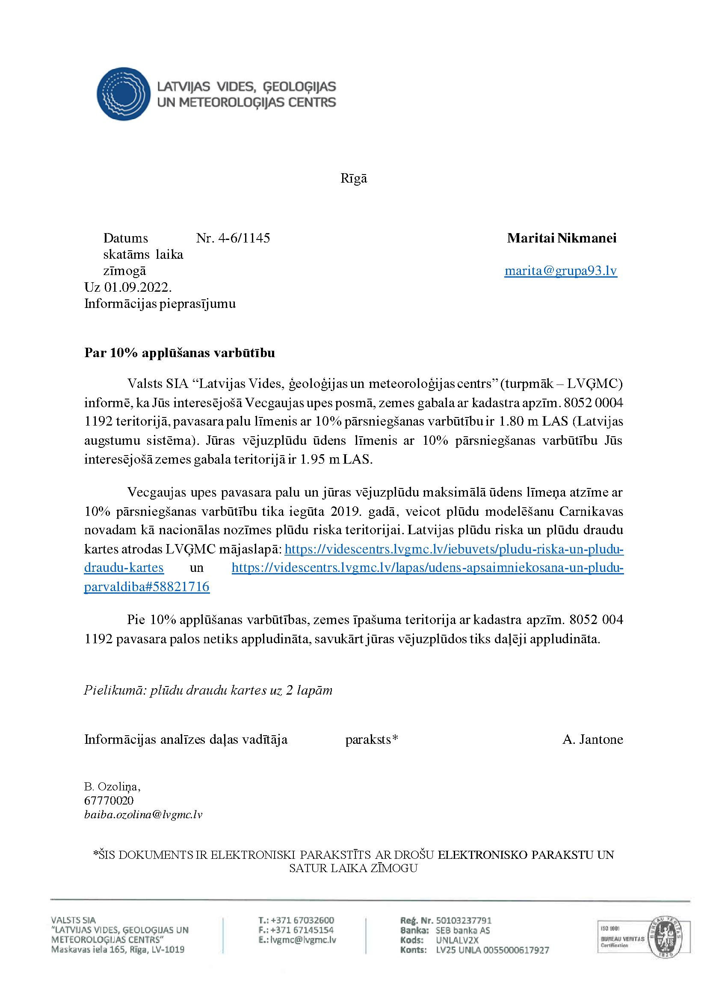 LATVIJAS VIDES, ĢEOLOĢIJAS
UN METEOROLOĢIJAS CENTRS
Rīgā
Datums Nr. 4-6/1145 Maritai Nikmanei
skatāms laika
zīmogā marita@grupa93.lv
Uz 01.09.2022.
Informācijas pieprasījumu
Par 10% applūšanas varbūtību
Valsts SIA “Latvijas Vides, ģeoloģijas un meteoroloģijas centrs” (turpmāk – LVĢMC)
informē, ka Jūs interesējošā Vecgaujas upes posmā, zemes gabala ar kadastra apzīm. 8052 0004
1192 teritorijā, pavasara palu līmenis ar 10% pārsniegšanas varbūtību ir 1.80 m LAS (Latvijas
augstumu sistēma). Jūras vējuzplūdu ūdens līmenis ar 10% pārsniegšanas varbūtību Jūs
interesējošā zemes gabala teritorijā ir 1.95 m LAS.
Vecgaujas upes pavasara palu un jūras vējuzplūdu maksimālā ūdens līmeņa atzīme ar
10% pārsniegšanas varbūtību tika iegūta 2019. gadā, veicot plūdu modelēšanu Carnikavas
novadam kā nacionālas nozīmes plūdu riska teritorijai. Latvijas plūdu riska un plūdu draudu
kartes atrodas LVĢMC mājaslapā: https://videscentrs.lvgmc.lv/iebuvets/pludu-riska-un-pludu-
draudu-kartes un https://videscentrs.lvgmc.lv/lapas/udens-apsaimniekosana-un-pludu-
parvaldiba#58821716
Pie 10% applūšanas varbūtības, zemes īpašuma teritorija ar kadastra apzīm. 8052 004
1192 pavasara palos netiks appludināta, savukārt jūras vējuzplūdos tiks daļēji appludināta.
Pielikumā: plūdu draudu kartes uz 2 lapām
Informācijas analīzes daļas vadītāja paraksts* A. Jantone
B. Ozoliņa,
67770020
baiba.ozolina@lvgmc.lv
*ŠIS DOKUMENTS IR ELEKTRONISKI PARAKSTĪTS AR DROŠU ELEKTRONISKO PARAKSTU UN
SATUR LAIKA ZĪMOGU
VALSTS SIA
“LATVIJAS VIDES, ĢEOLOĢIJAS UN
METEOROLOĢIJAS CENTRS”
Maskavas iela 165, Rīga, LV-1019
T.: +371 67032600
F.: +371 67145154
E.: lvgmc@lvgmc.lv
Reģ. Nr. 50103237791
Banka: SEB banka AS
Kods: UNLALV2X
Konts: LV25 UNLA 0055000617927
ISO 9001
BUREAU VERITAS
Certification
BUREAU VERITAS
1828